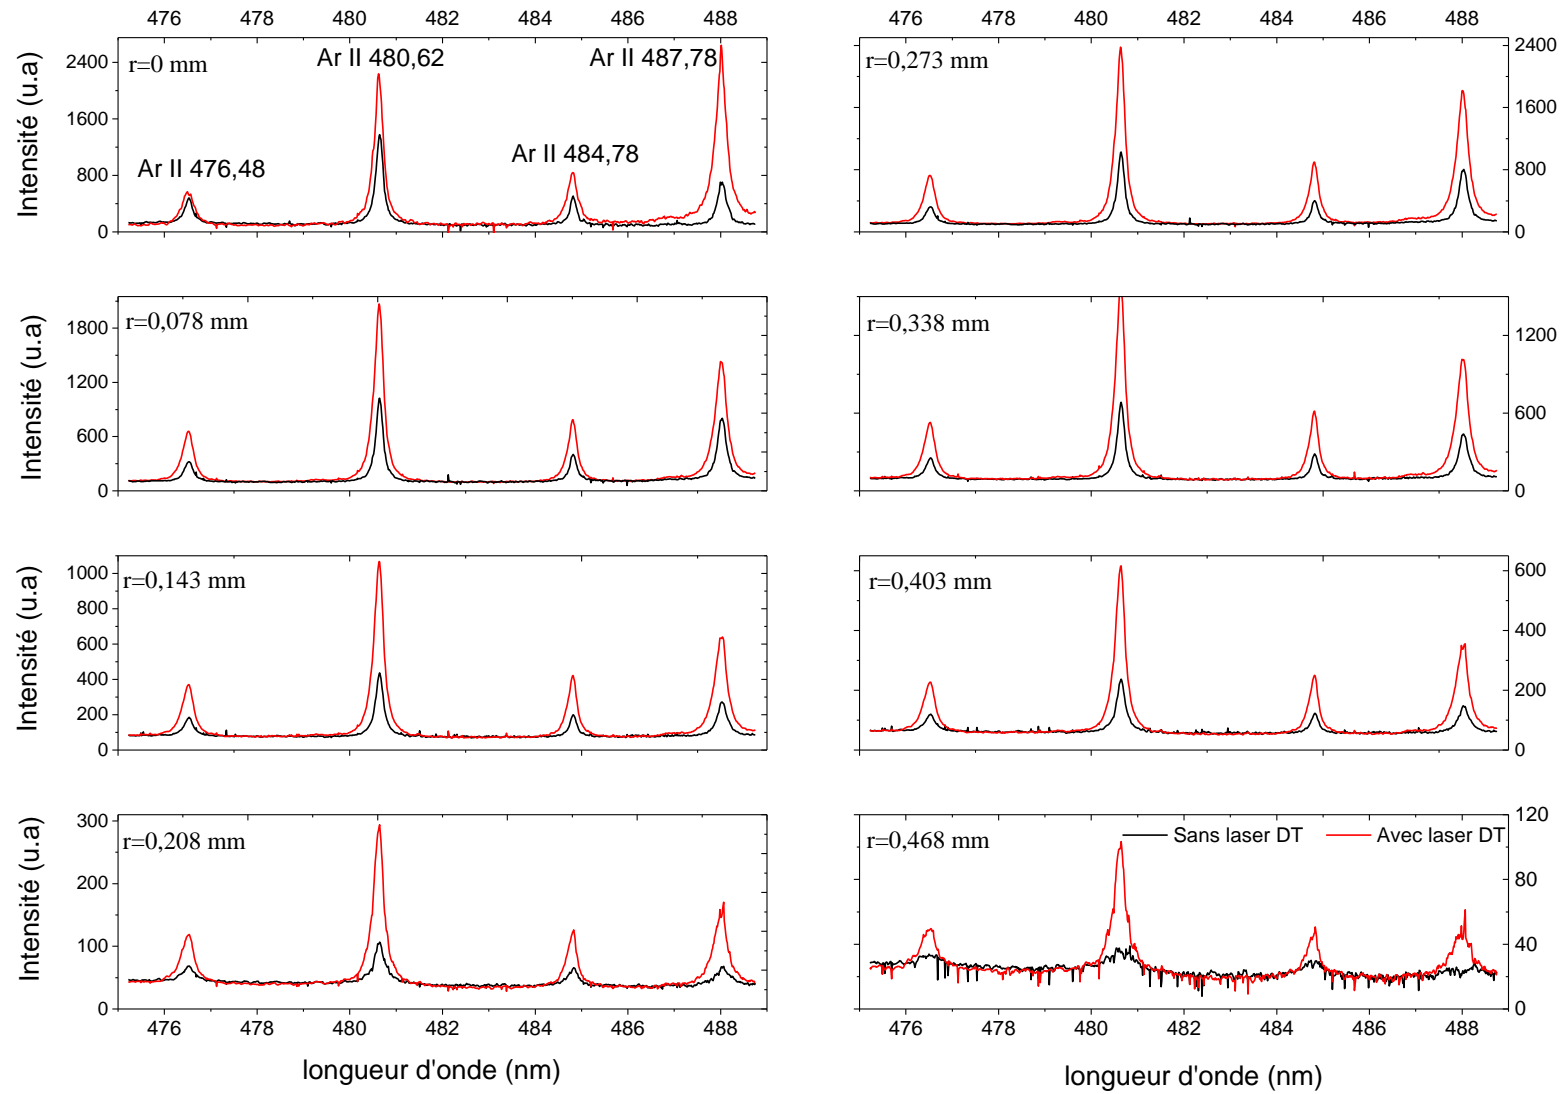 476 478 480 482 484 486 488
476 478 480 482 484 486 488
Intensité (u.a)
2400
1600
800
0
r=0 mm
Ar II 476,48
Ar II 480,62
Ar II 484,78
Ar II 487,78
r=0,273 mm
2400
1600
800
0
Intensité (u.a)
1800
1200
600
0
r=0,078 mm
r=0,338 mm
1200
600
0
Intensité (u.a)
1000
800
600
400
200
0
r=0,143 mm
r=0,403 mm
600
400
200
0
Intensité (u.a)
300
200
100
0
r=0,208 mm
r=0,468 mm
Sans laser DT
Avec laser DT
120
80
40
0
476 478 480 482 484 486 488
476 478 480 482 484 486 488
longueur d'onde (nm)
longueur d'onde (nm)